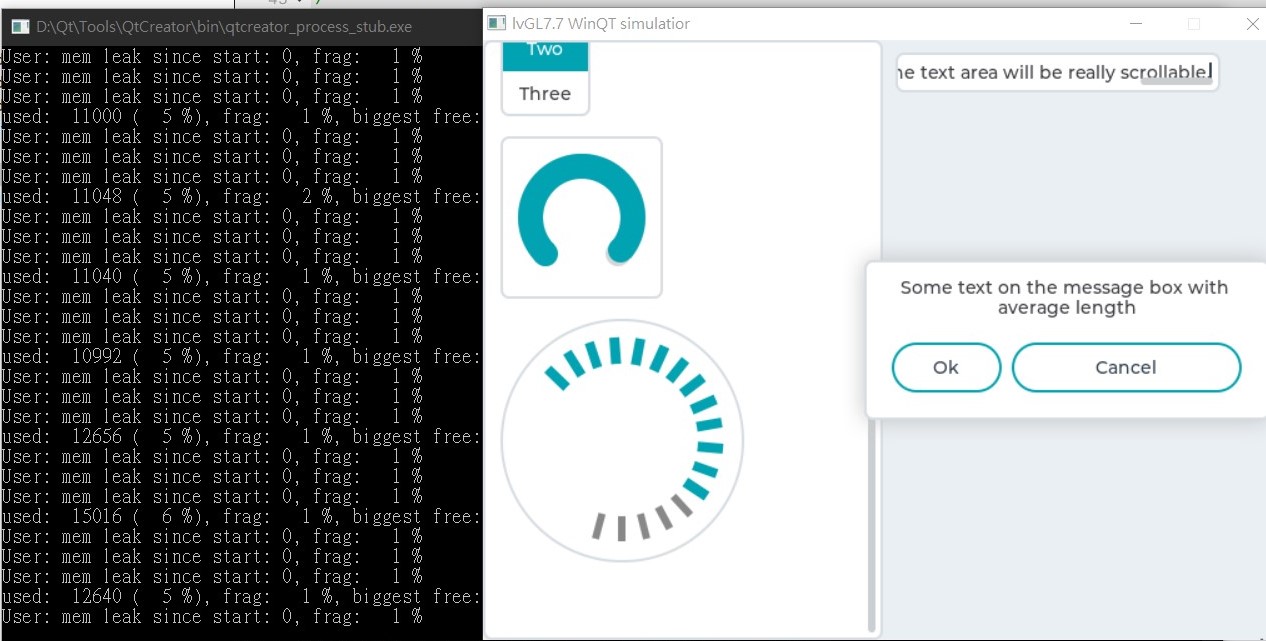 D:\Qt\Tools\QtCreator\bin\qtcreator_process_stub.exe
User: mem leak since start: 0, frag:   1 %
User: mem leak since start: 0, frag:   1 %
User: mem leak since start: 0, frag:   1 %
used:  11000 (  5 %), frag:   1 %, biggest free:
User: mem leak since start: 0, frag:   1 %
User: mem leak since start: 0, frag:   1 %
User: mem leak since start: 0, frag:   1 %
used:  11048 (  5 %), frag:   2 %, biggest free:
User: mem leak since start: 0, frag:   1 %
User: mem leak since start: 0, frag:   1 %
User: mem leak since start: 0, frag:   1 %
used:  11040 (  5 %), frag:   1 %, biggest free:
User: mem leak since start: 0, frag:   1 %
User: mem leak since start: 0, frag:   1 %
User: mem leak since start: 0, frag:   1 %
used:  10992 (  5 %), frag:   1 %, biggest free:
User: mem leak since start: 0, frag:   1 %
User: mem leak since start: 0, frag:   1 %
User: mem leak since start: 0, frag:   1 %
used:  12656 (  5 %), frag:   1 %, biggest free:
User: mem leak since start: 0, frag:   1 %
User: mem leak since start: 0, frag:   1 %
User: mem leak since start: 0, frag:   1 %
used:  15016 (  6 %), frag:   1 %, biggest free:
User: mem leak since start: 0, frag:   1 %
User: mem leak since start: 0, frag:   1 %
User: mem leak since start: 0, frag:   1 %
used:  12640 (  5 %), frag:   1 %, biggest free:
User: mem leak since start: 0, frag:   1 %
lvGL7.7 WinQT simulatior
Two
Three
text area will be really scrollable.
Some text on the message box with
average length
Ok
Cancel